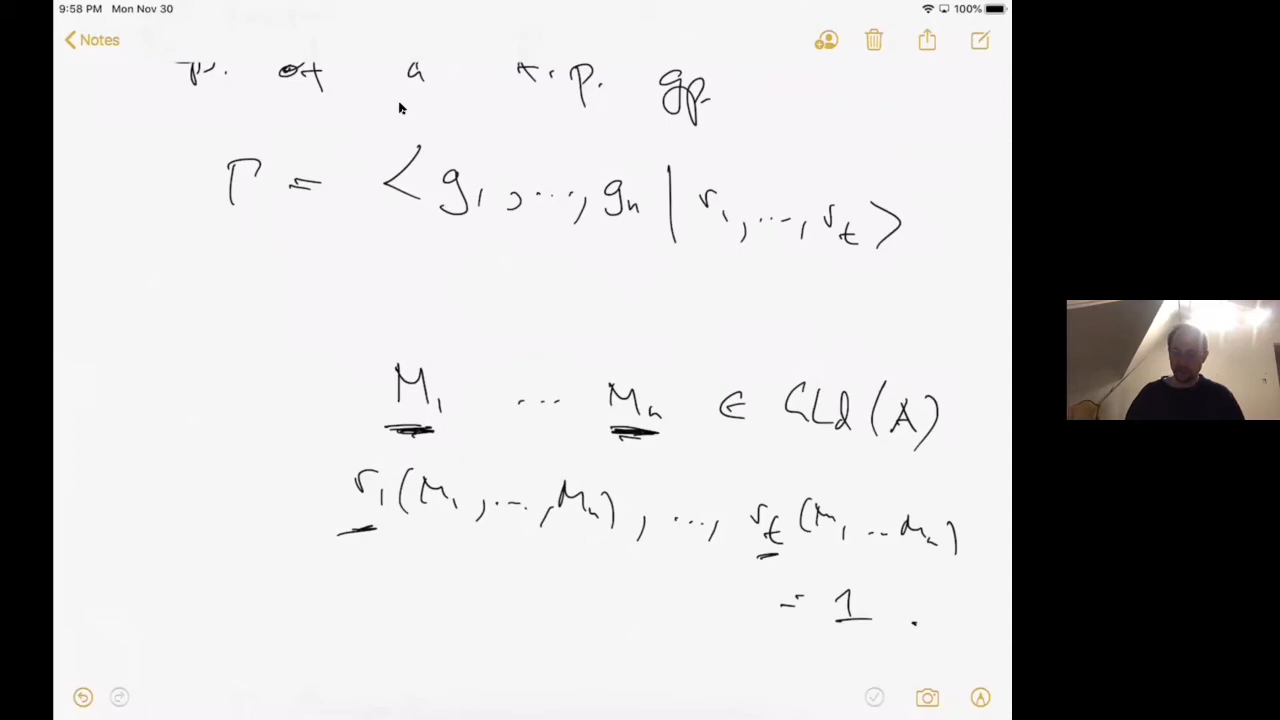 9:58 PM Mon Nov 30
100%
Notes
a gp.
Γ = < g₁, ..., gₙ | r₁, ..., rₜ >
M₁ ... Mₙ ∈ GLd(A)
r₁(M₁, ..., Mₙ), ..., rₜ(M₁ .. Mₙ)
= 1 .